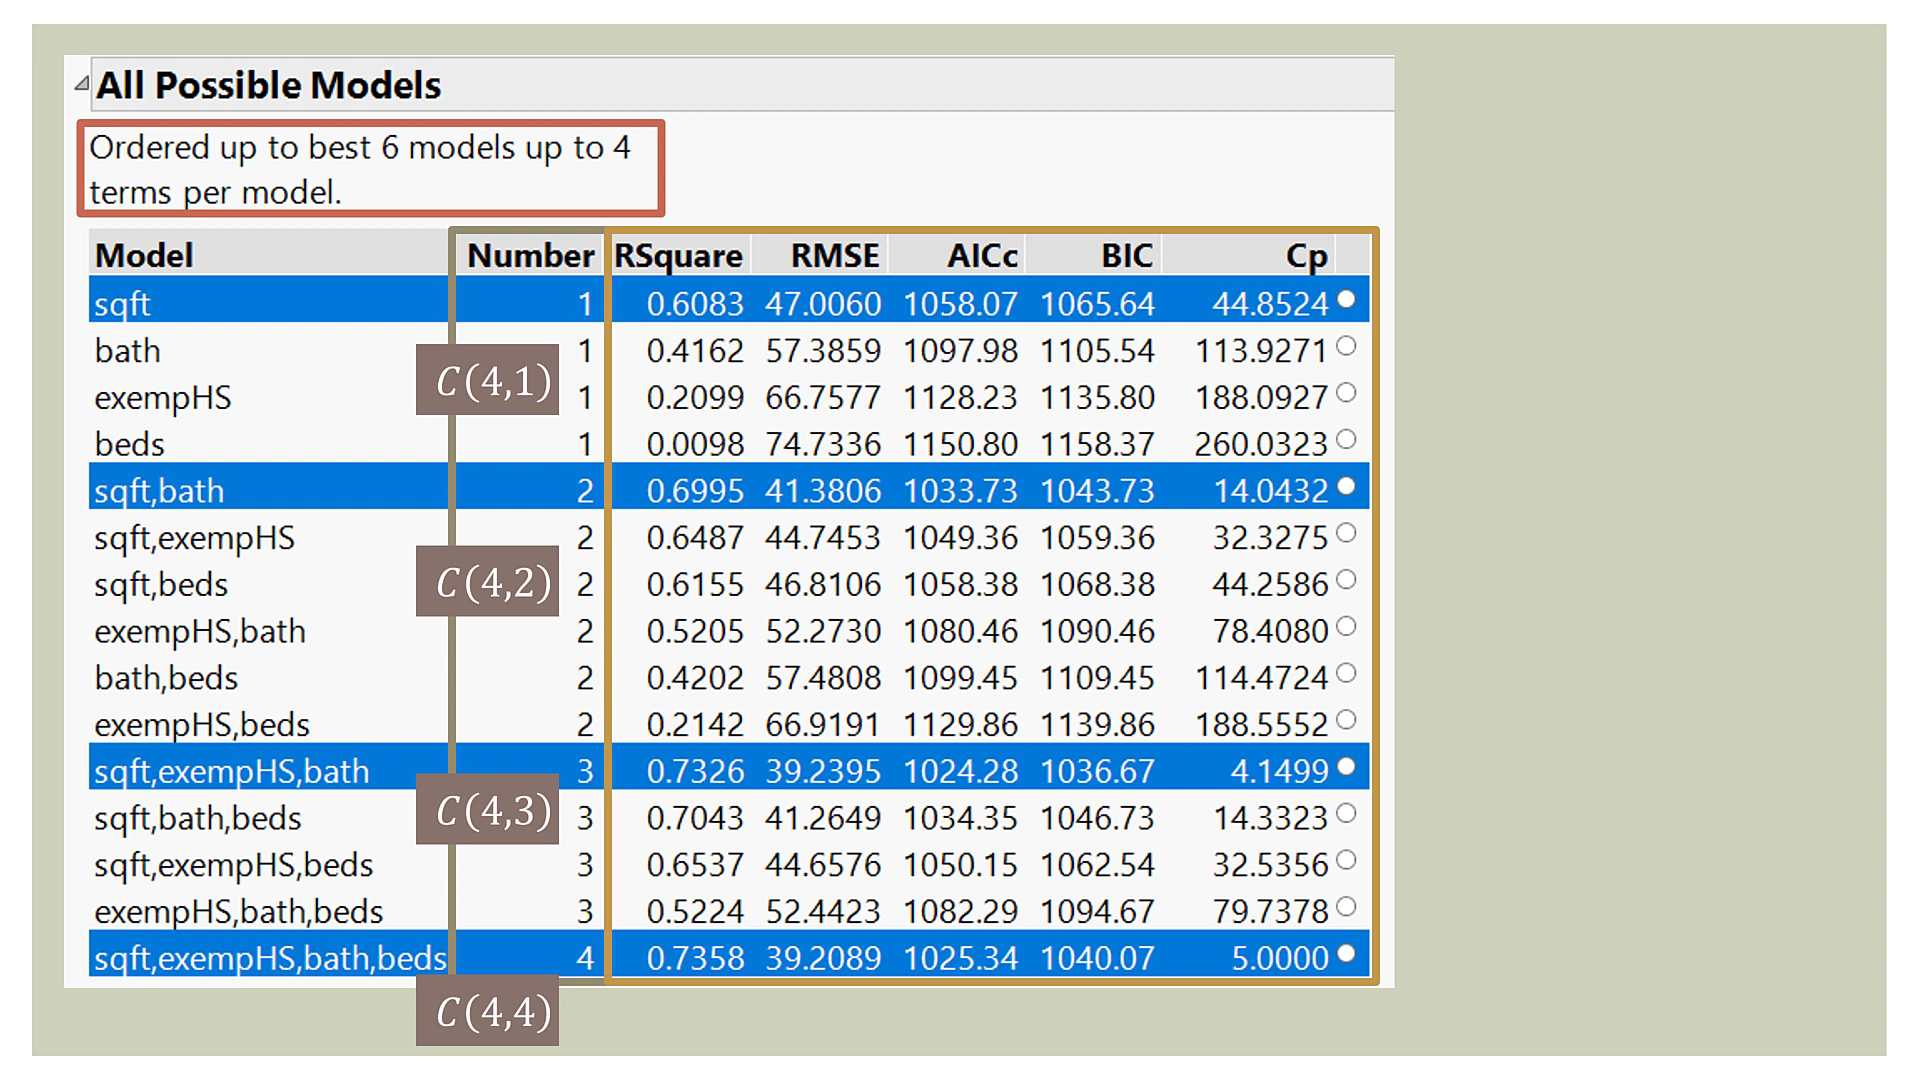 All Possible Models
Ordered up to best 6 models up to 4
terms per model.
Model Number RSquare RMSE AICc BIC Cp
sqft 1 0.6083 47.0060 1058.07 1065.64 44.8524
bath 1 0.4162 57.3859 1097.98 1105.54 113.9271
C(4,1)
exempHS 1 0.2099 66.7577 1128.23 1135.80 188.0927
beds 1 0.0098 74.7336 1150.80 1158.37 260.0323
sqft,bath 2 0.6995 41.3806 1033.73 1043.73 14.0432
sqft,exempHS 2 0.6487 44.7453 1049.36 1059.36 32.3275
C(4,2)
sqft,beds 2 0.6155 46.8106 1058.38 1068.38 44.2586
exempHS,bath 2 0.5205 52.2730 1080.46 1090.46 78.4080
bath,beds 2 0.4202 57.4808 1099.45 1109.45 114.4724
exempHS,beds 2 0.2142 66.9191 1129.86 1139.86 188.5552
sqft,exempHS,bath 3 0.7326 39.2395 1024.28 1036.67 4.1499
C(4,3)
sqft,bath,beds 3 0.7043 41.2649 1034.35 1046.73 14.3323
sqft,exempHS,beds 3 0.6537 44.6576 1050.15 1062.54 32.5356
exempHS,bath,beds 3 0.5224 52.4423 1082.29 1094.67 79.7378
sqft,exempHS,bath,beds 4 0.7358 39.2089 1025.34 1040.07 5.0000
C(4,4)